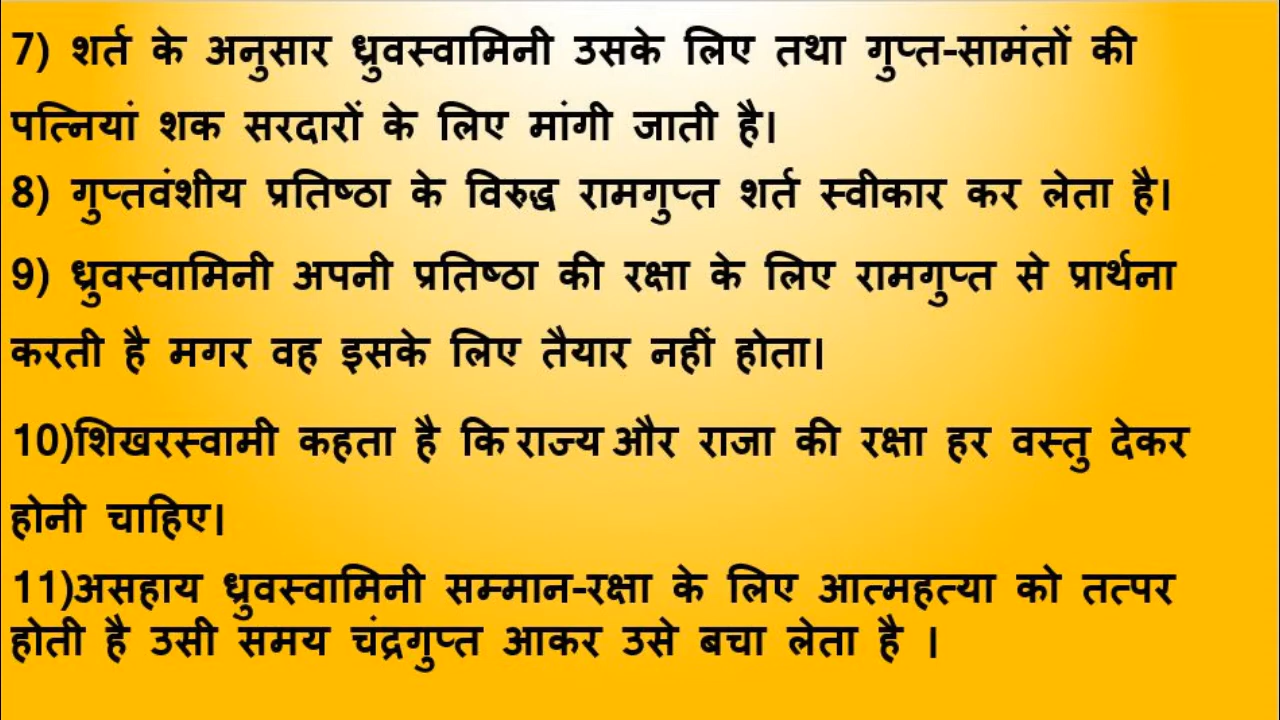 7) शर्त के अनुसार ध्रुवस्वामिनी उसके लिए तथा गुप्त-सामंतों की
पत्नियां शक सरदारों के लिए मांगी जाती है।
8) गुप्तवंशीय प्रतिष्ठा के विरुद्ध रामगुप्त शर्त स्वीकार कर लेता है।
9) ध्रुवस्वामिनी अपनी प्रतिष्ठा की रक्षा के लिए रामगुप्त से प्रार्थना
करती है मगर वह इसके लिए तैयार नहीं होता।
10)शिखरस्वामी कहता है कि राज्य और राजा की रक्षा हर वस्तु देकर
होनी चाहिए।
11)असहाय ध्रुवस्वामिनी सम्मान-रक्षा के लिए आत्महत्या को तत्पर
होती है उसी समय चंद्रगुप्त आकर उसे बचा लेता है ।